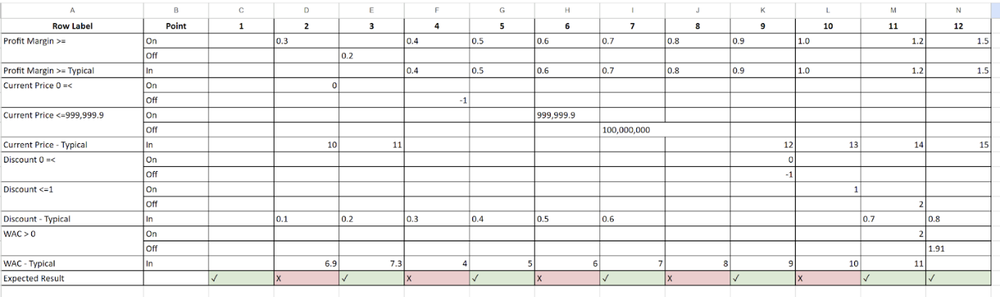 A B C D E F G H I J K L M N
Row Label Point 1 2 3 4 5 6 7 8 9 10 11 12
Profit Margin >= On 0.3 0.4 0.5 0.6 0.7 0.8 0.9 1.0 1.2 1.5
Off 0.2
Profit Margin >= Typical In 0.4 0.5 0.6 0.7 0.8 0.9 1.0 1.2 1.5
Current Price 0 =< On 0
Off -1
Current Price <=999,999.9 On 999,999.9
Off 100,000,000
Current Price - Typical In 10 11 12 13 14 15
Discount 0 =< On 0
Off -1
Discount <=1 On 1
Off 2
Discount - Typical In 0.1 0.2 0.3 0.4 0.5 0.6 0.7 0.8
WAC > 0 On 2
Off 1.91
WAC - Typical In 6.9 7.3 4 5 6 7 8 9 10 11
Expected Result ✓ X ✓ X ✓ X ✓ X ✓ X ✓ ✓